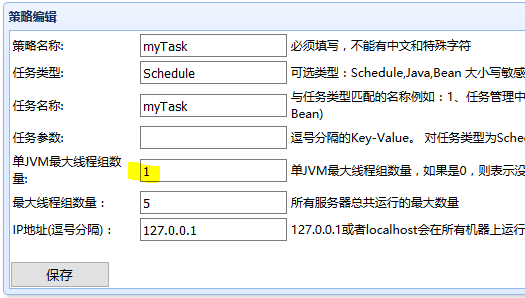 策略编辑
策略名称: myTask 必须填写，不能有中文和特殊字符
任务类型: Schedule 可选类型：Schedule,Java,Bean 大小写敏感
任务名称: myTask 与任务类型匹配的名称例如：1、任务管理中
Bean)
任务参数: 逗号分隔的Key-Value。 对任务类型为Sched
单JVM最大线程组数
量: 1 单JVM最大线程组数量，如果是0，则表示没
最大线程组数量： 5 所有服务器总共运行的最大数量
IP地址(逗号分隔)： 127.0.0.1 127.0.0.1或者localhost会在所有机器上运行
保存